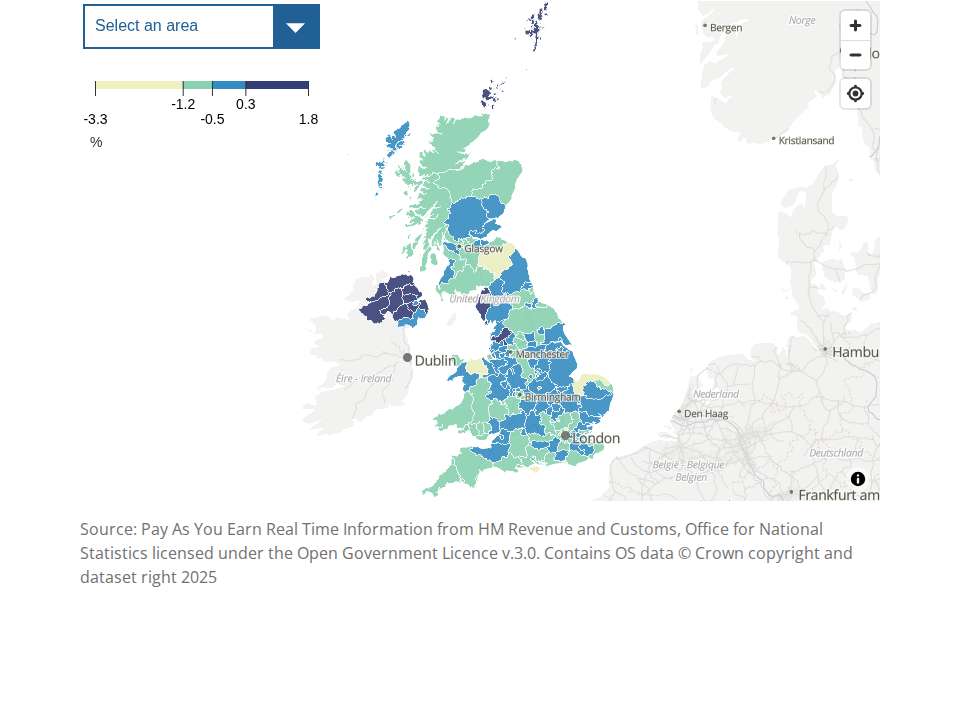 Select an area
-3.3
-1.2
-0.5
0.3
1.8
%
Bergen
Norge
Kristiansand
Glasgow
United Kingdom
Dublin
Éire - Ireland
Manchester
Birmingham
London
Hambu
Nederland
Den Haag
België - Belgique
Belgien
Deutschland
Frankfurt am
Source: Pay As You Earn Real Time Information from HM Revenue and Customs, Office for National
Statistics licensed under the Open Government Licence v.3.0. Contains OS data © Crown copyright and
dataset right 2025